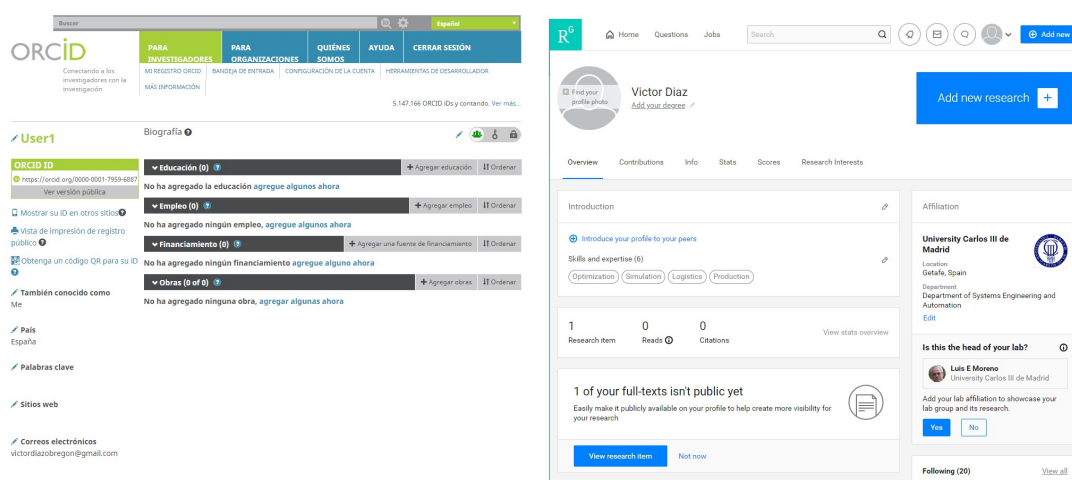 Buscar
Español
ORCiD
Conectando a los
investigadores con la
investigación
PARA
INVESTIGADORES
PARA
ORGANIZACIONES
QUIÉNES
SOMOS
AYUDA
CERRAR SESIÓN
MI REGISTRO ORCID
BANDEJA DE ENTRADA
CONFIGURACIÓN DE LA CUENTA
HERRAMIENTAS DE DESARROLLADOR
MÁS INFORMACIÓN
5.147.166 ORCID iDs y contando. Ver más...
User1
ORCID ID
https://orcid.org/0000-0001-7959-6887
Ver versión pública
Mostrar su ID en otros sitios
Vista de impresión de registro
público
Obtenga un código QR para su iD
También conocido como
Me
País
España
Palabras clave
Sitios web
Correos electrónicos
victordiazobregon@gmail.com
Biografía
Educación (0)
Agregar educación
Ordenar
No ha agregado la educación agregue algunos ahora
Empleo (0)
Agregar empleo
Ordenar
No ha agregado ningún empleo, agregue algunos ahora
Financiamiento (0)
Agregar una fuente de financiamiento
Ordenar
No ha agregado ningún financiamiento agregue alguno ahora
Obras (0 of 0)
Agregar obras
Ordenar
No ha agregado ninguna obra, agregar algunas ahora
RG
Home
Questions
Jobs
Search
Add new
Find your
profile photo
Victor Diaz
Add your degree
Add new research
Overview
Contributions
Info
Stats
Scores
Research Interests
Introduction
Introduce your profile to your peers
Skills and expertise (6)
Optimization
Simulation
Logistics
Production
1
Research item
0
Reads
0
Citations
View stats overview
1 of your full-texts isn't public yet
Easily make it publicly available on your profile to help create more visibility for
your research
View research item
Not now
Affiliation
University Carlos III de
Madrid
Location
Getafe, Spain
Department
Department of Systems Engineering and
Automation
Edit
Is this the head of your lab?
Luis E Moreno
University Carlos III de Madrid
Add your lab affiliation to showcase your
lab group and its research.
Yes
No
Following (20)
View all